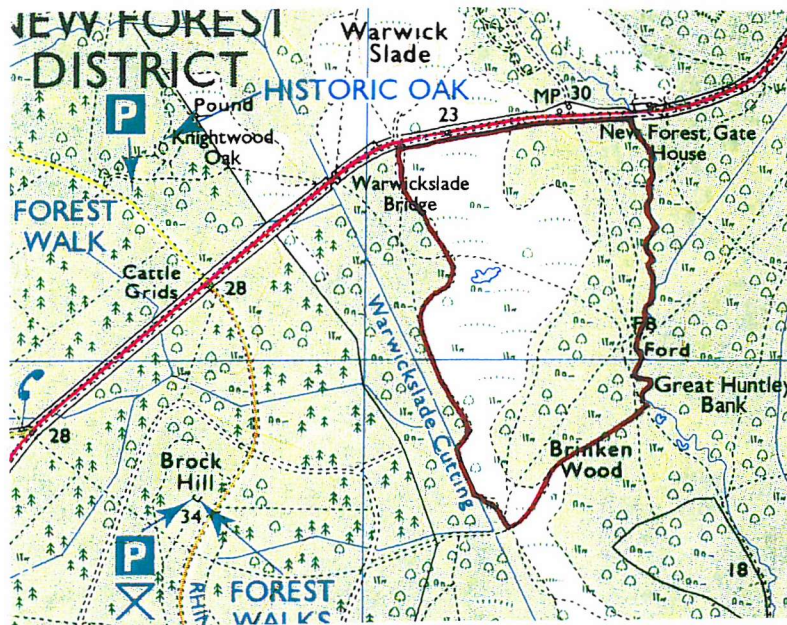 NEW FOREST
DISTRICT
Warwick
Slade
HISTORIC OAK
P
Pound
Knightwood
Oak
23
MP
30
New Forest Gate
House
Warwickslade
Bridge
FOREST
WALK
Cattle
Grids
28
Warwickslade Cutting
FB
Ford
Great Huntley
Bank
28
Brock
Hill
34
Brinken
Wood
P
FOREST
WALKS
RHIN
18